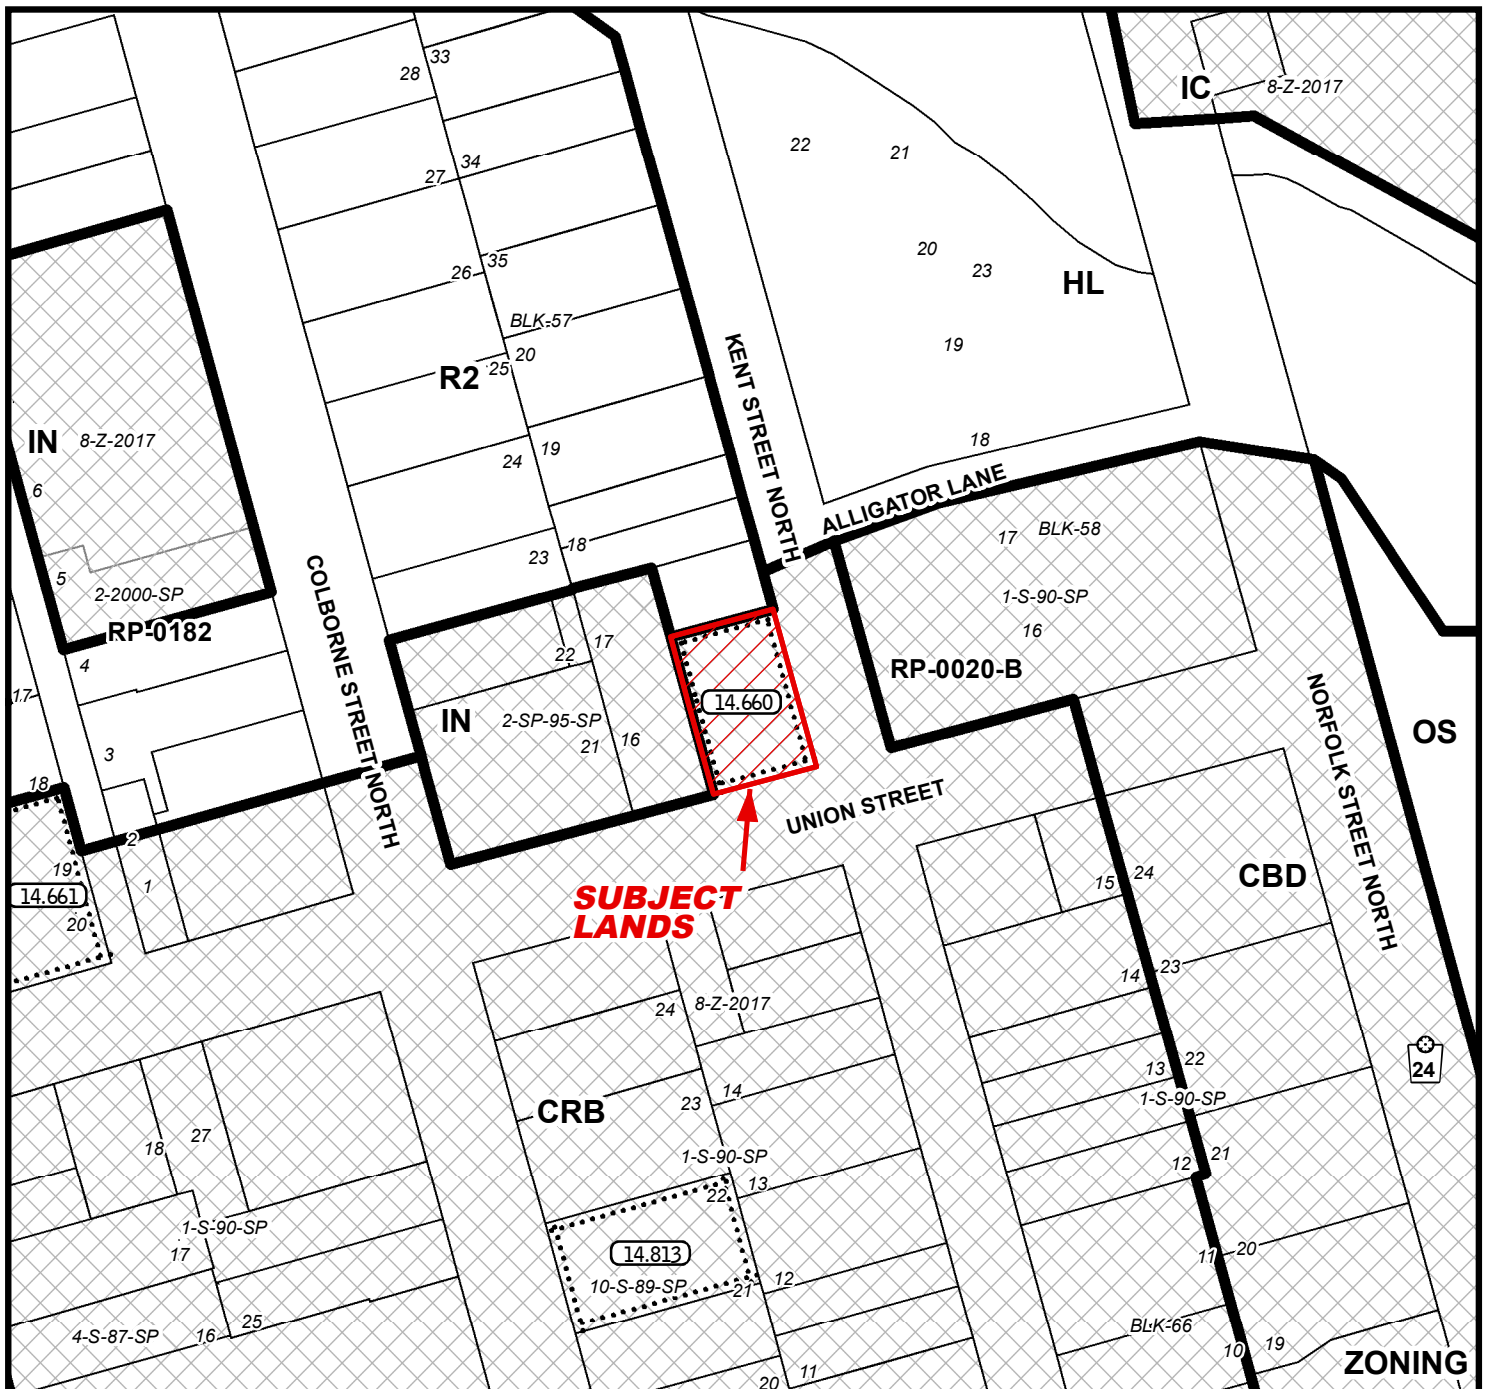 33
28
IC
8-Z-2017
22
21
34
27
20
23
35
26
HL
BLK-57
20
25
R2
19
KENT STREET NORTH
IN
8-Z-2017
6
24
19
18
ALLIGATOR LANE
17
BLK-58
23
18
5
2-2000-SP
RP-0182
4
COLBORNE STREET NORTH
1-S-90-SP
16
RP-0020-B
22
17
17
14.660
IN
2-SP-95-SP
21
16
NORFOLK STREET NORTH
OS
3
18
UNION STREET
2
19
1
14.661
20
SUBJECT
LANDS
15
24
CBD
14
23
24
8-Z-2017
13
22
24
1-S-90-SP
23
14
CRB
18
27
1-S-90-SP
22
13
12
21
1-S-90-SP
17
14.813
10-S-89-SP
21
12
11
20
4-S-87-SP
16
25
BLK-66
10
19
20
11
ZONING